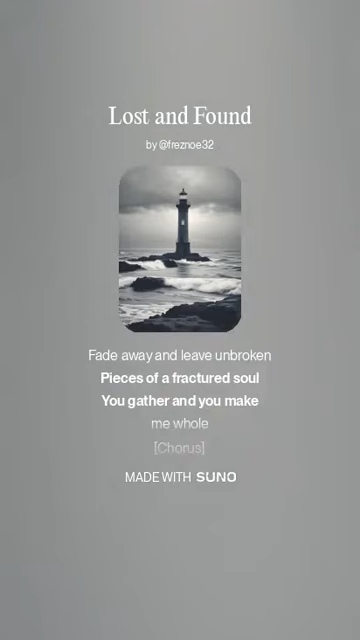 Lost and Found
by @freznoe32
Fade away and leave unbroken
Pieces of a fractured soul
You gather and you make
me whole
[Chorus]
MADE WITH SUNO